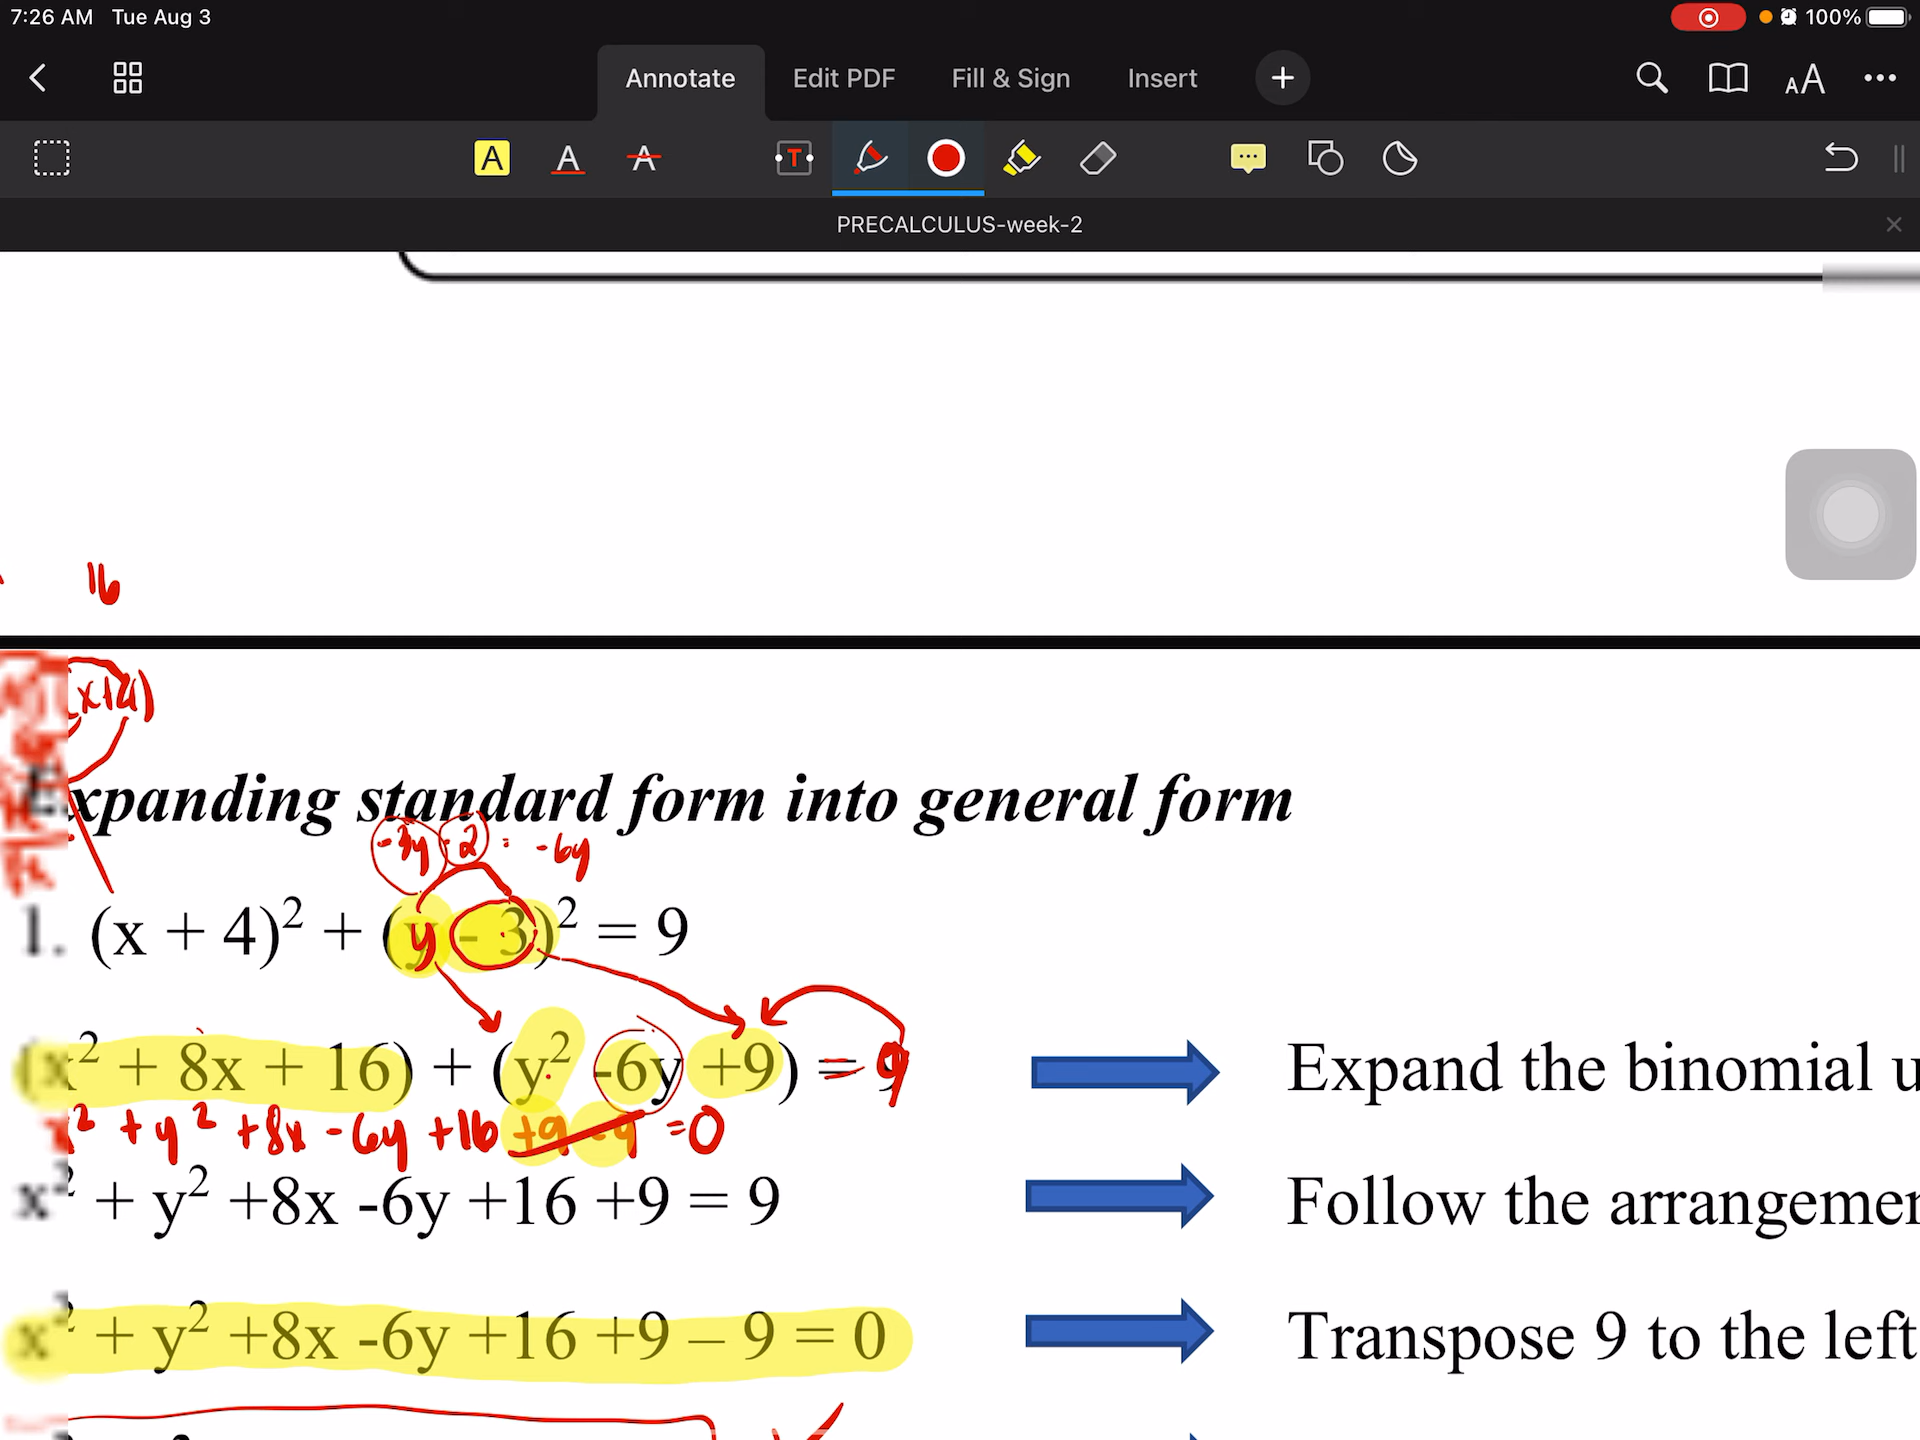 7:26 AM Tue Aug 3
100%
Annotate Edit PDF Fill & Sign Insert
A A A T AA
PRECALCULUS-week-2
16
(x+4)
Expanding standard form into general form
-3y · 2 = -6y
1. (x + 4)² + (y - 3)² = 9
(x² + 8x + 16) + (y² -6y +9) = 9
Expand the binomial u
x² + y² +8x -6y +16 +9 -9 =0
x² + y² +8x -6y +16 +9 = 9
Follow the arrangemen
x² + y² +8x -6y +16 +9 – 9 = 0
Transpose 9 to the left